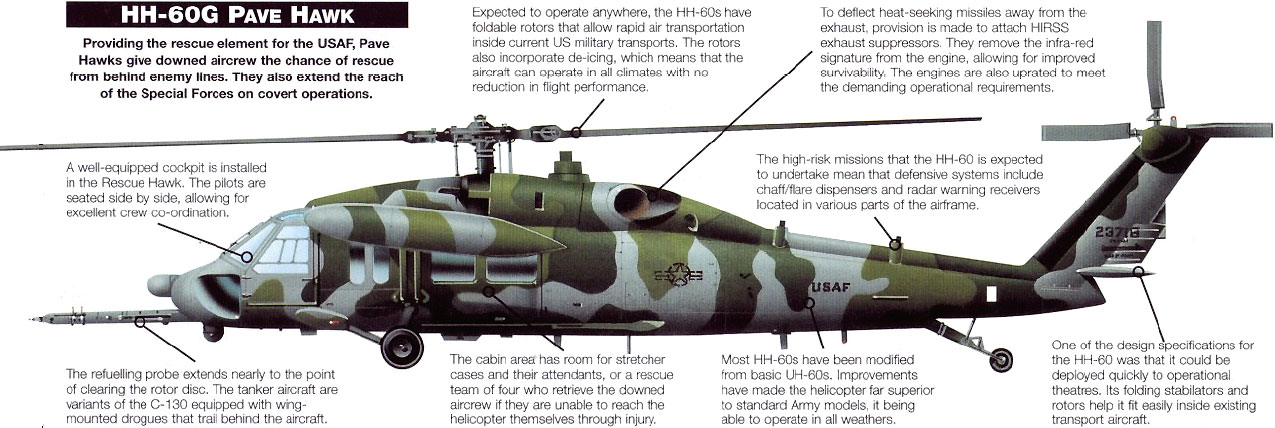 HH-60G PAVE HAWK
Providing the rescue element for the USAF, Pave
Hawks give downed aircrew the chance of rescue
from behind enemy lines. They also extend the reach
of the Special Forces on covert operations.
Expected to operate anywhere, the HH-60s have
foldable rotors that allow rapid air transportation
inside current US military transports. The rotors
also incorporate de-icing, which means that the
aircraft can operate in all climates with no
reduction in flight performance.
To deflect heat-seeking missiles away from the
exhaust, provision is made to attach HIRSS
exhaust suppressors. They remove the infra-red
signature from the engine, allowing for improved
survivability. The engines are also uprated to meet
the demanding operational requirements.
A well-equipped cockpit is installed
in the Rescue Hawk. The pilots are
seated side by side, allowing for
excellent crew co-ordination.
The high-risk missions that the HH-60 is expected
to undertake mean that defensive systems include
chaff/flare dispensers and radar warning receivers
located in various parts of the airframe.
23718
USAF
The refuelling probe extends nearly to the point
of clearing the rotor disc. The tanker aircraft are
variants of the C-130 equipped with wing-
mounted drogues that trail behind the aircraft.
The cabin area has room for stretcher
cases and their attendants, or a rescue
team of four who retrieve the downed
aircrew if they are unable to reach the
helicopter themselves through injury.
Most HH-60s have been modified
from basic UH-60s. Improvements
have made the helicopter far superior
to standard Army models, it being
able to operate in all weathers.
One of the design specifications for
the HH-60 was that it could be
deployed quickly to operational
theatres. Its folding stabilators and
rotors help it fit easily inside existing
transport aircraft.